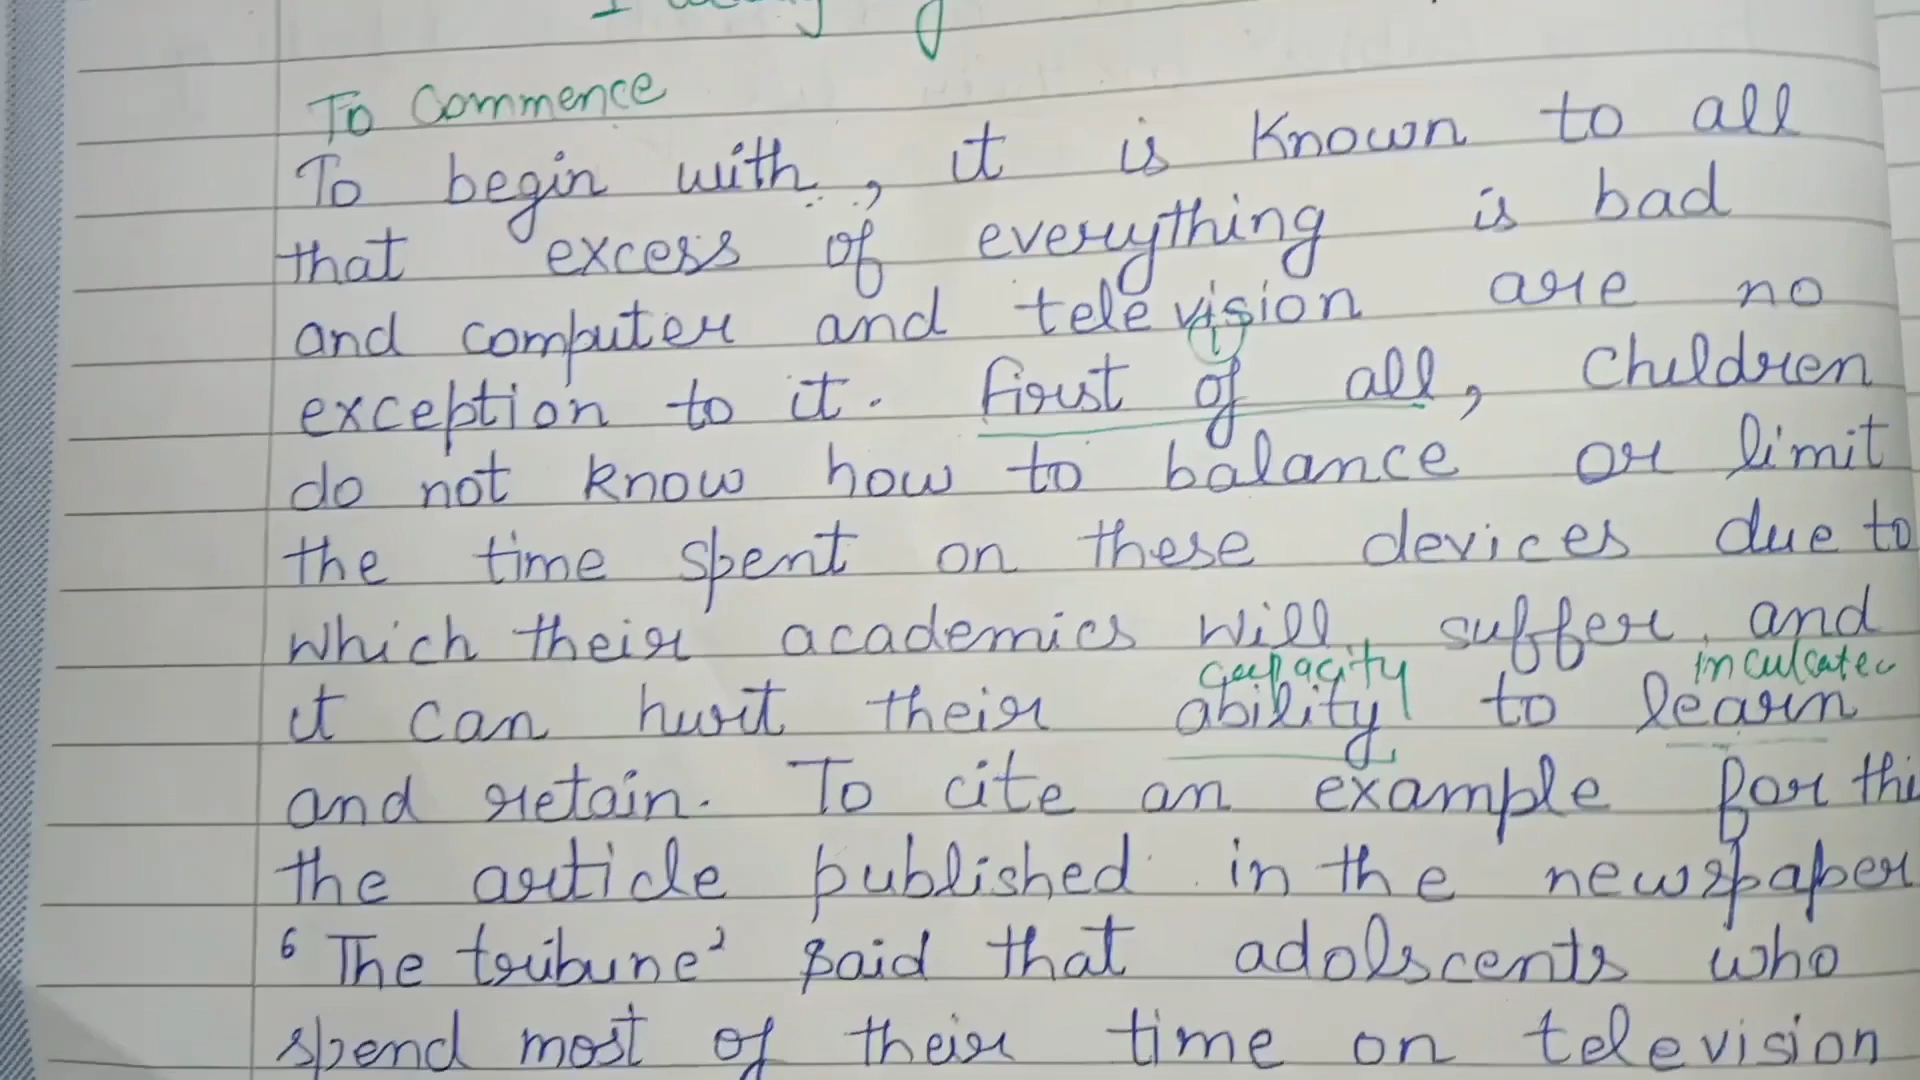 To Commence
To begin with, it is Known to all
that excess of everything is bad
and computer and television are no
exception to it. first of all, Children
do not know how to balance or limit
the time spent on these devices due to
which their academics will suffer, and
capacity inculcate
it can hurt their ability to learn
and retain. To cite an example for thi
the article published in the newspaper
'The tribune' said that adolscents who
spend most of their time on television